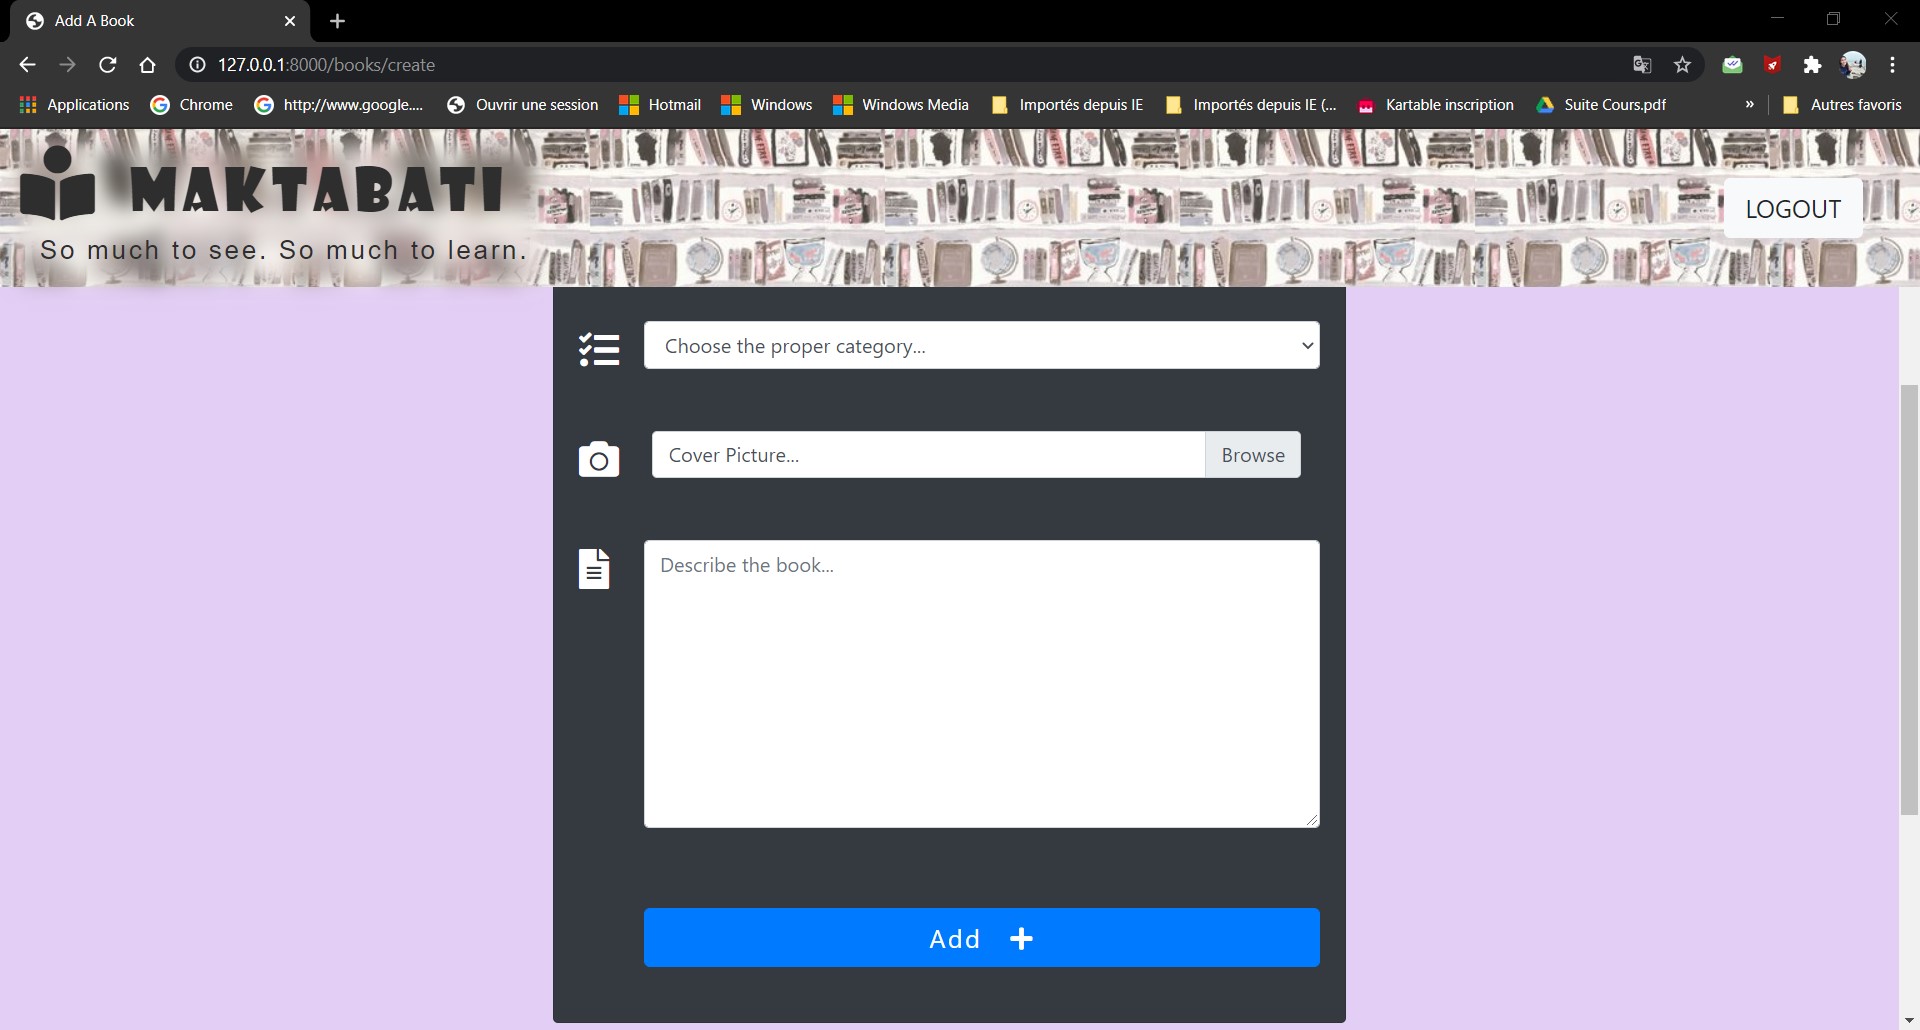 Add A Book
127.0.0.1:8000/books/create
Applications Chrome http://www.google.... Ouvrir une session Hotmail Windows Windows Media Importés depuis IE Importés depuis IE (... Kartable inscription Suite Cours.pdf » Autres favoris
MAKTABATI
So much to see. So much to learn.
LOGOUT
Choose the proper category...
Cover Picture... Browse
Describe the book...
Add